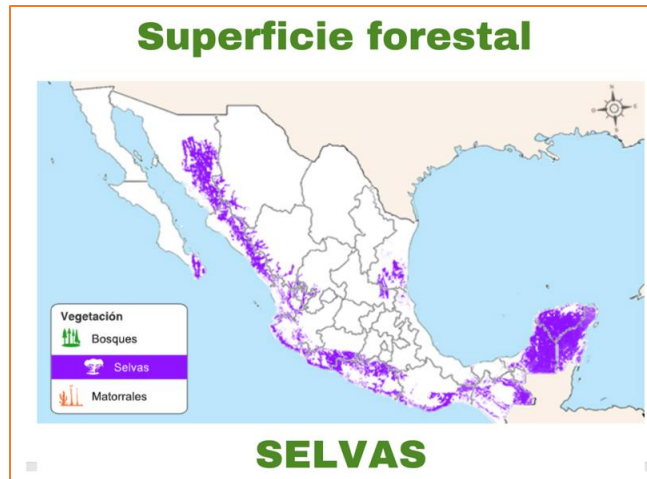 Superficie forestal
N
E
S
Vegetación
Bosques
Selvas
Matorrales
SELVAS